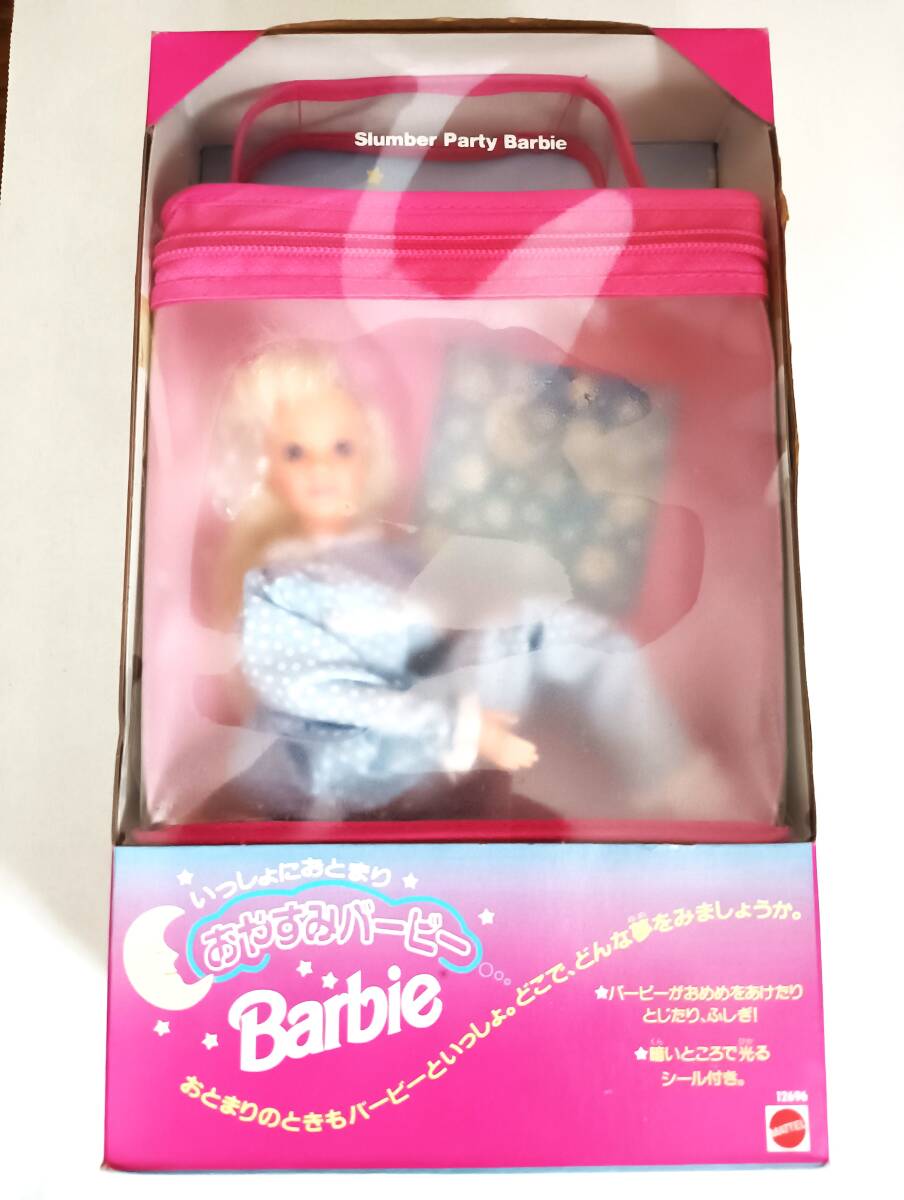 Slumber Party Barbie
いっしょにおとまり
おやすみバービー
Barbie
おとまりのときもバービーといっしょ。どこで、どんな夢をみましょうか。
★バービーがおめめをあけたり
とじたり、ふしぎ!
★暗いところで光る
シール付き。
12696
MATTEL